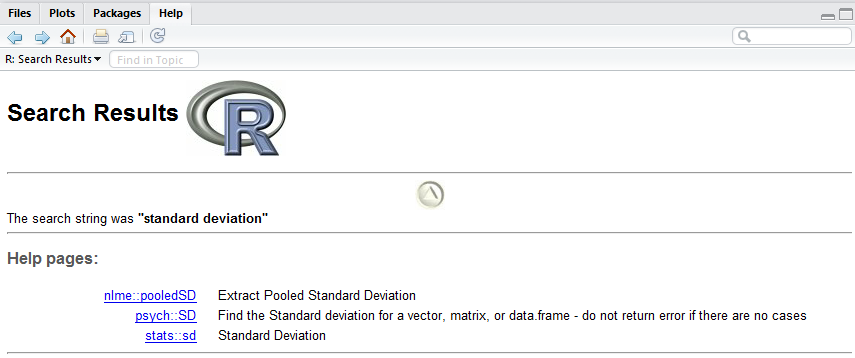 Files Plots Packages Help
R: Search Results Find in Topic
Search Results R
The search string was "standard deviation"
Help pages:
nlme::pooledSD Extract Pooled Standard Deviation
psych::SD Find the Standard deviation for a vector, matrix, or data.frame - do not return error if there are no cases
stats::sd Standard Deviation